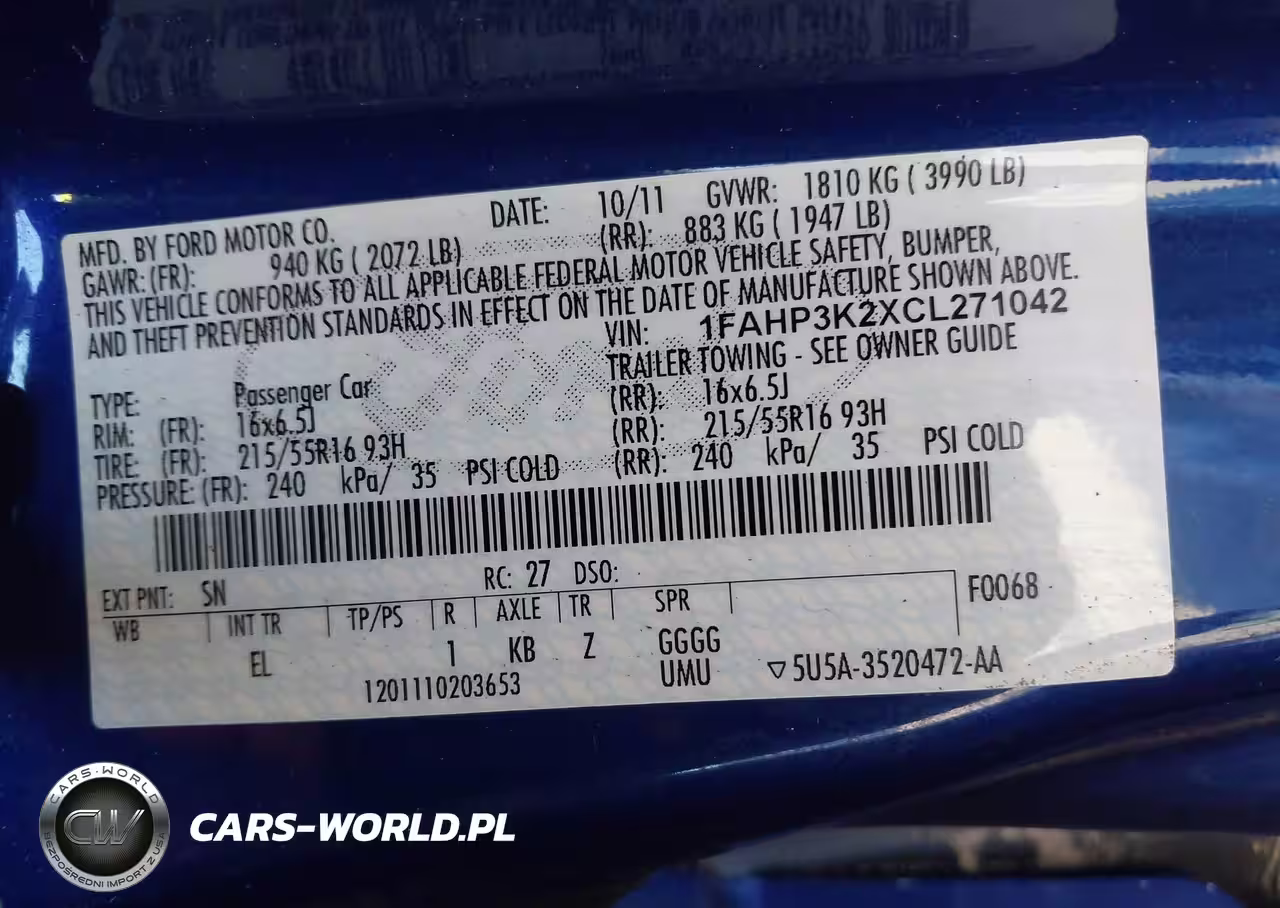 MFD. BY FORD MOTOR CO. DATE: 10/11 GVWR: 1810 KG ( 3990 LB)
GAWR: (FR): 940 KG ( 2072 LB) (RR): 883 KG ( 1947 LB)
THIS VEHICLE CONFORMS TO ALL APPLICABLE FEDERAL MOTOR VEHICLE SAFETY, BUMPER,
AND THEFT PREVENTION STANDARDS IN EFFECT ON THE DATE OF MANUFACTURE SHOWN ABOVE.
VIN: 1FAHP3K2XCL271042
TYPE: Passenger Car TRAILER TOWING - SEE OWNER GUIDE
RIM: (FR): 16x6.5J (RR): 16x6.5J
TIRE: (FR): 215/55R16 93H (RR): 215/55R16 93H
PRESSURE: (FR): 240 kPa/ 35 PSI COLD (RR): 240 kPa/ 35 PSI COLD
EXT PNT: SN RC: 27 DSO:
WB INT TR TP/PS R AXLE TR SPR F0068
EL 1 KB Z GGGG
1201110203653 UMU ▽5U5A-3520472-AA
CARS-WORLD
CW
BEZPOŚREDNI IMPORT Z USA
CARS-WORLD.PL